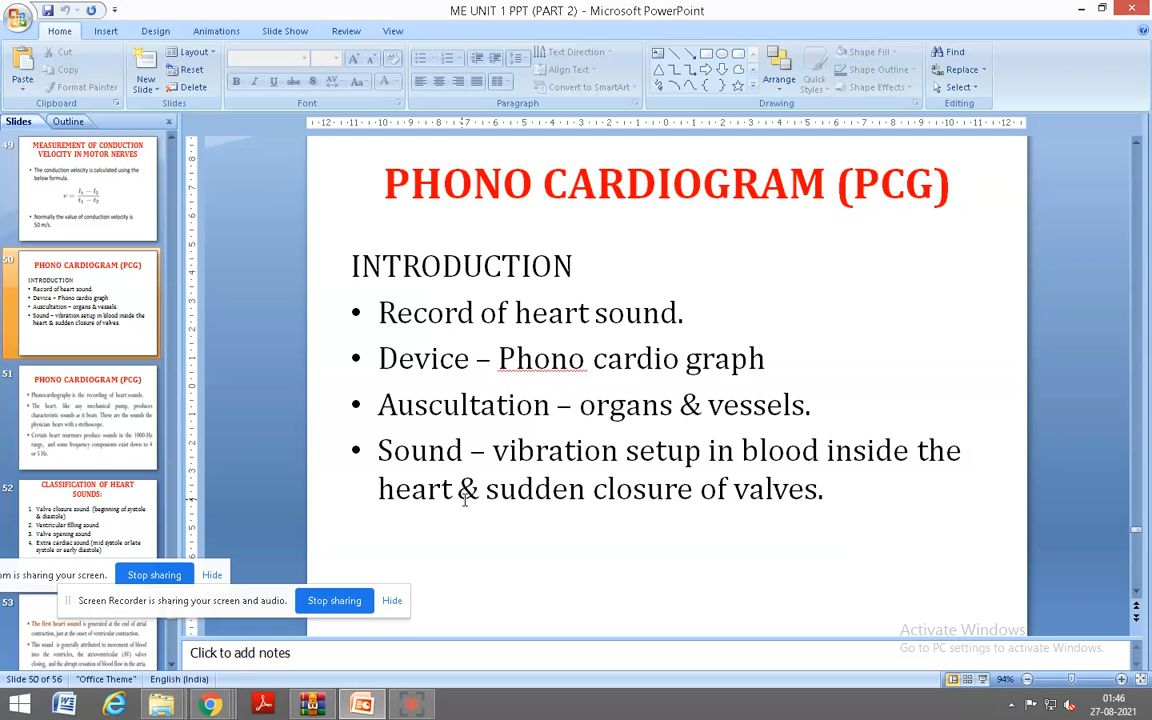 ME UNIT 1 PPT (PART 2) - Microsoft PowerPoint
Home Insert Design Animations Slide Show Review View
Paste
Cut
Copy
Format Painter
Clipboard
New Slide
Layout
Reset
Delete
Slides
Font
Text Direction
Align Text
Convert to SmartArt
Paragraph
Arrange
Quick Styles
Shape Fill
Shape Outline
Shape Effects
Drawing
Find
Replace
Select
Editing
Slides Outline
49
MEASUREMENT OF CONDUCTION
VELOCITY IN MOTOR NERVES
• The conduction velocity is calculated using the
below formula.
• Normally the value of conduction velocity is
50 m/s.
50
PHONO CARDIOGRAM (PCG)
INTRODUCTION
• Record of heart sound.
• Device – Phono cardio graph
• Auscultation – organs & vessels.
• Sound – vibration setup in blood inside the
heart & sudden closure of valves.
51
PHONO CARDIOGRAM (PCG)
• Phonocardiography is the recording of heart sounds.
• The heart, like any mechanical pump, produces
characteristic sounds as it beats. These are the sounds the
physician hears with a stethoscope.
• Certain heart murmurs produce sounds in the 1000-Hz
range, and some frequency components exist down to 4
or 5 Hz.
52
CLASSIFICATION OF HEART
SOUNDS:
1. Valve closure sound. (beginning of systole
& diastole)
2. Ventricular filling sound.
3. Valve opening sound
4. Extra cardiac sound (mid systole or late
systole or early diastole)
53
• The first heart sound is generated at the end of atrial
contraction, just at the onset of ventricular contraction.
• This sound is generally attributed to movement of blood
into the ventricles, the atrioventricular (AV) valves
closing, and the abrupt cessation of blood flow in the atria.
PHONO CARDIOGRAM (PCG)
INTRODUCTION
• Record of heart sound.
• Device – Phono cardio graph
• Auscultation – organs & vessels.
• Sound – vibration setup in blood inside the
heart & sudden closure of valves.
om is sharing your screen. Stop sharing Hide
Screen Recorder is sharing your screen and audio. Stop sharing Hide
Activate Windows
Go to PC settings to activate Windows.
Click to add notes
Slide 50 of 56 "Office Theme" English (India) 94%
01:46
27-08-2021